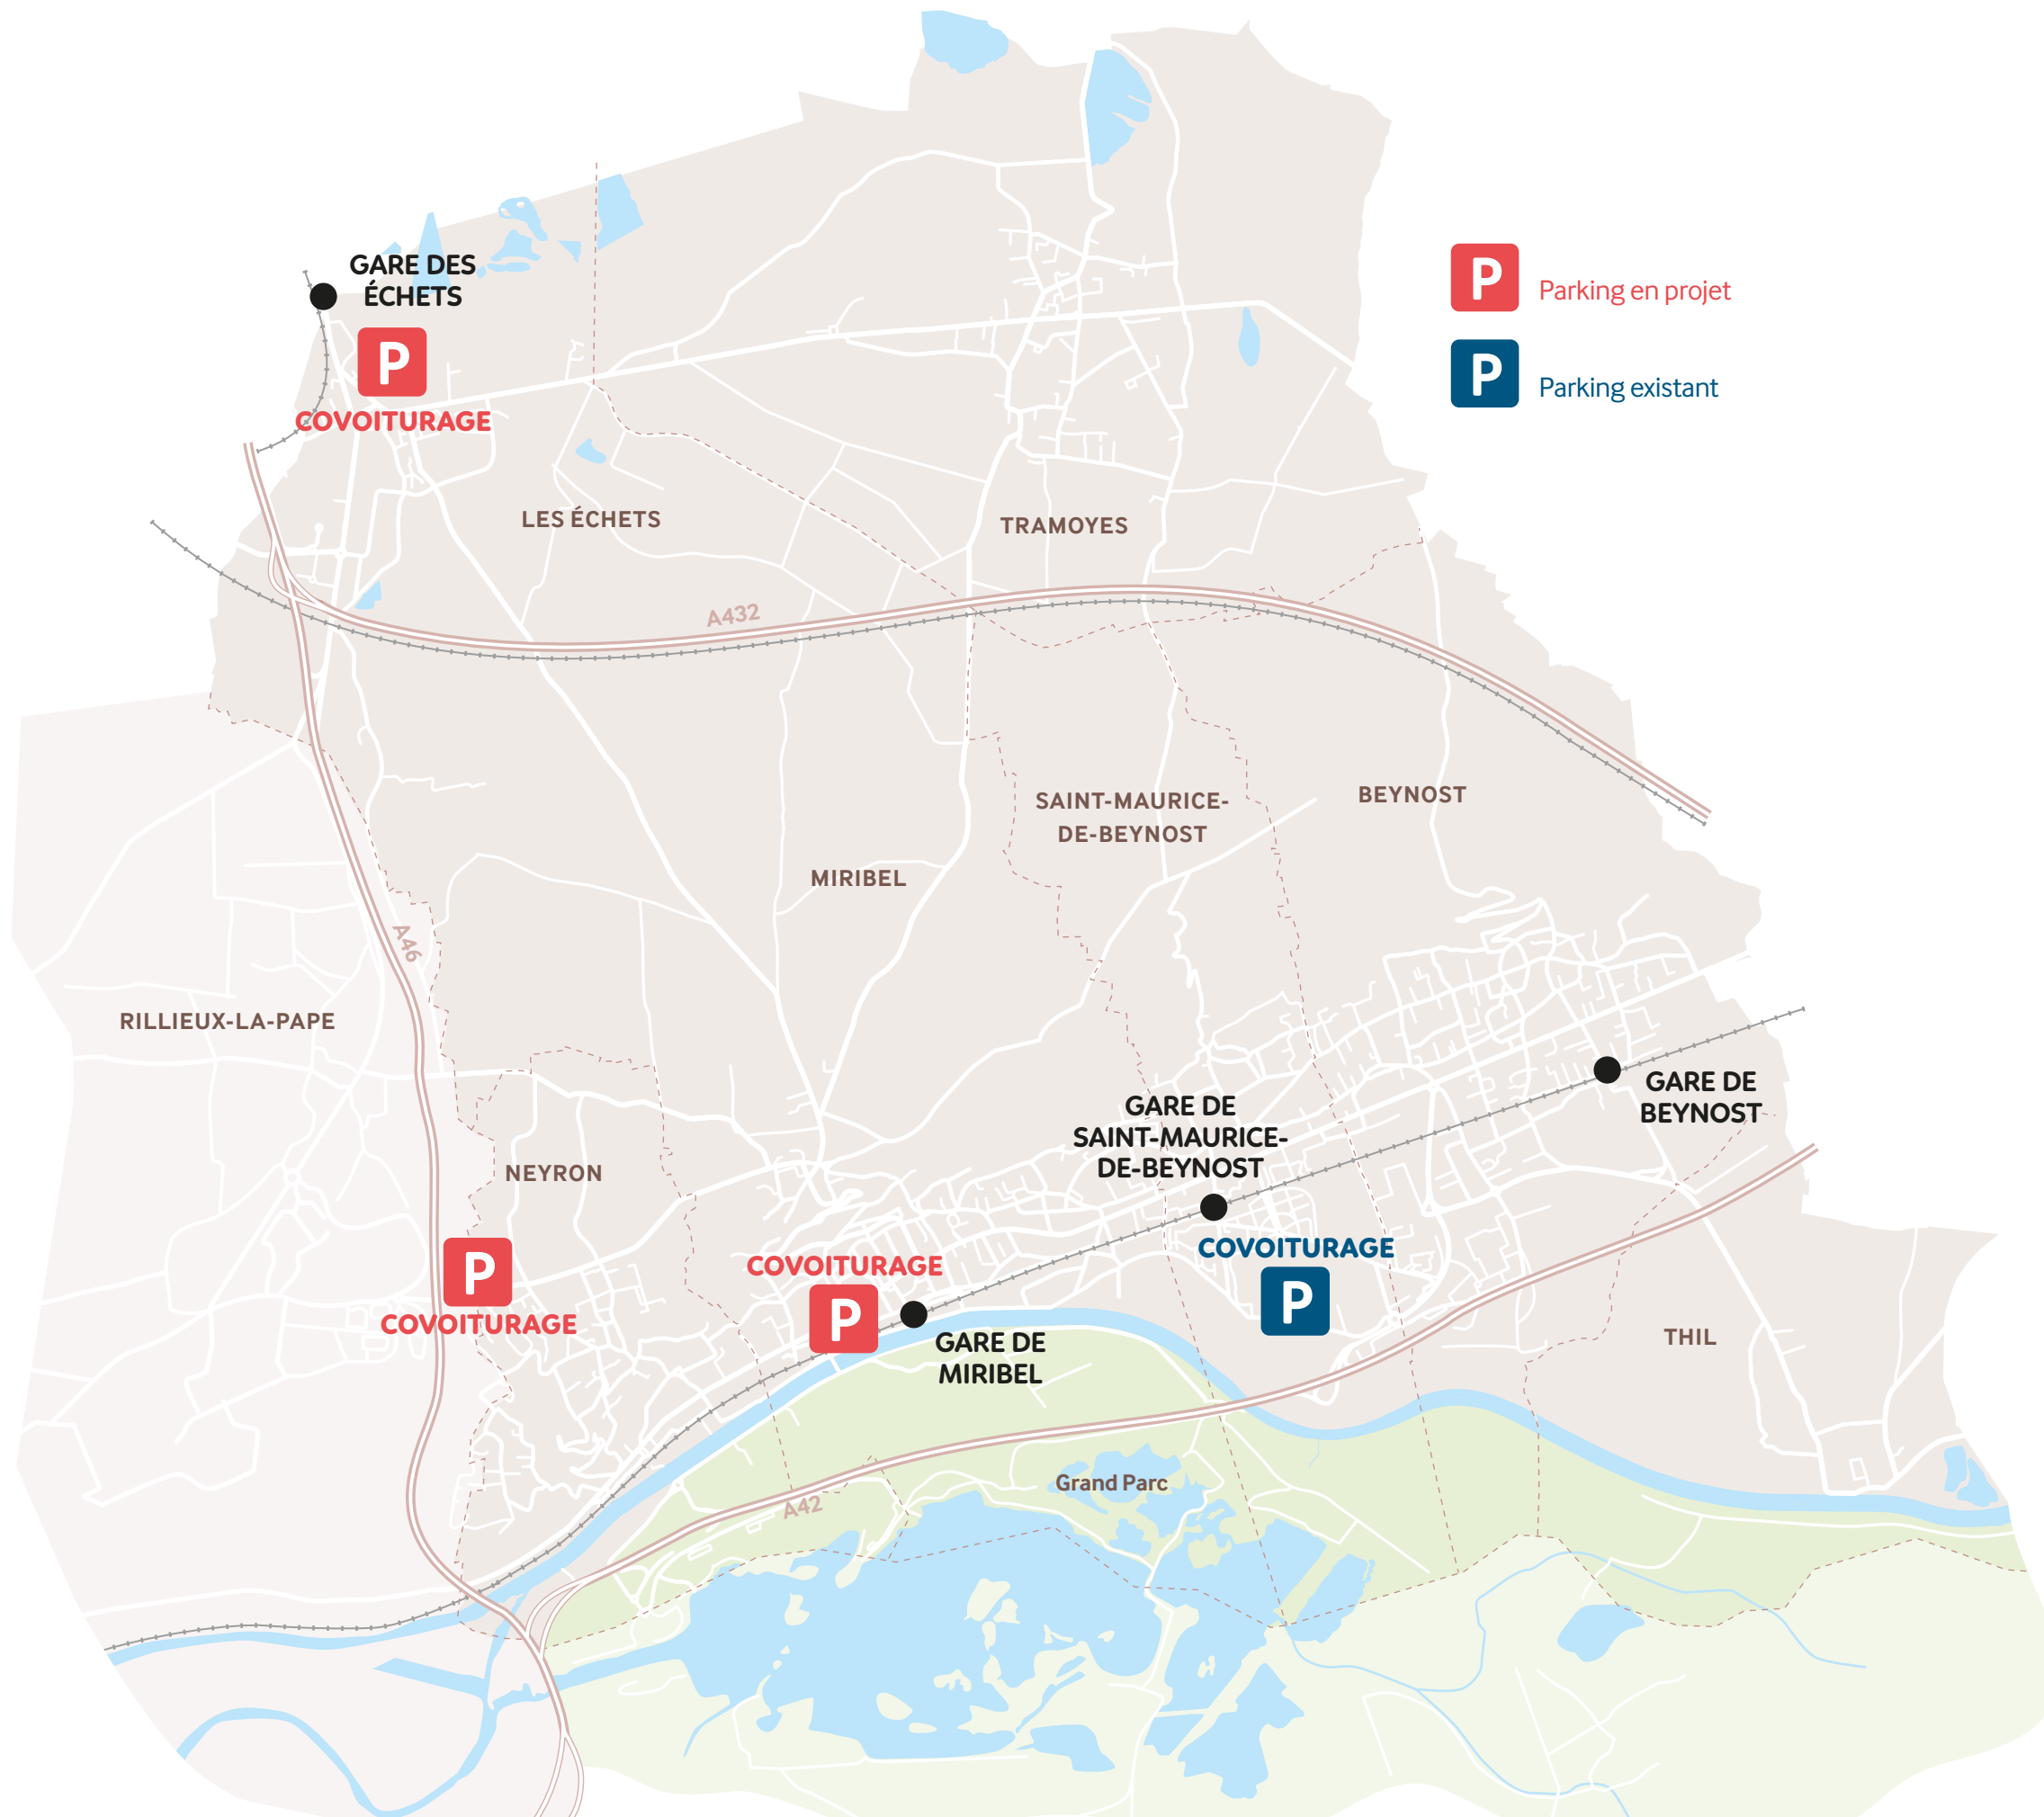 GARE DES
ÉCHETS
P
COVOITURAGE
P
Parking en projet
P
Parking existant
LES ÉCHETS
TRAMOYES
A432
SAINT-MAURICE-
DE-BEYNOST
BEYNOST
MIRIBEL
A46
RILLIEUX-LA-PAPE
GARE DE
BEYNOST
GARE DE
SAINT-MAURICE-
DE-BEYNOST
NEYRON
P
COVOITURAGE
COVOITURAGE
P
COVOITURAGE
P
GARE DE
MIRIBEL
THIL
Grand Parc
A42